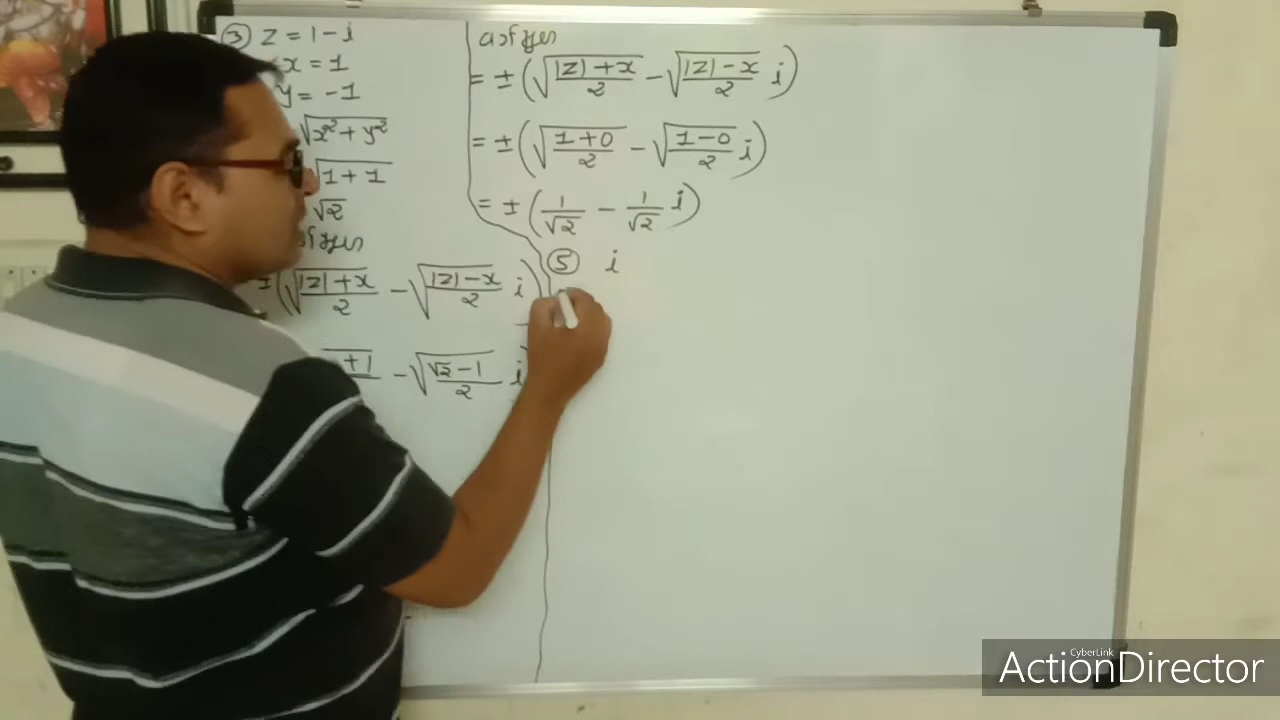 ③ z = 1 - i
x = 1
y = -1
√(x² + y²)
√(1 + 1)
√2
± (√((|z| + x)/2) - √((|z| - x)/2) i)
+1 - √((√2 - 1)/2) i
= ± (√((|z| + x)/2) - √((|z| - x)/2) i)
= ± (√((1 + 0)/2) - √((1 - 0)/2) i)
= ± (1/√2 - 1/√2 i)
⑤ i
CyberLink
ActionDirector